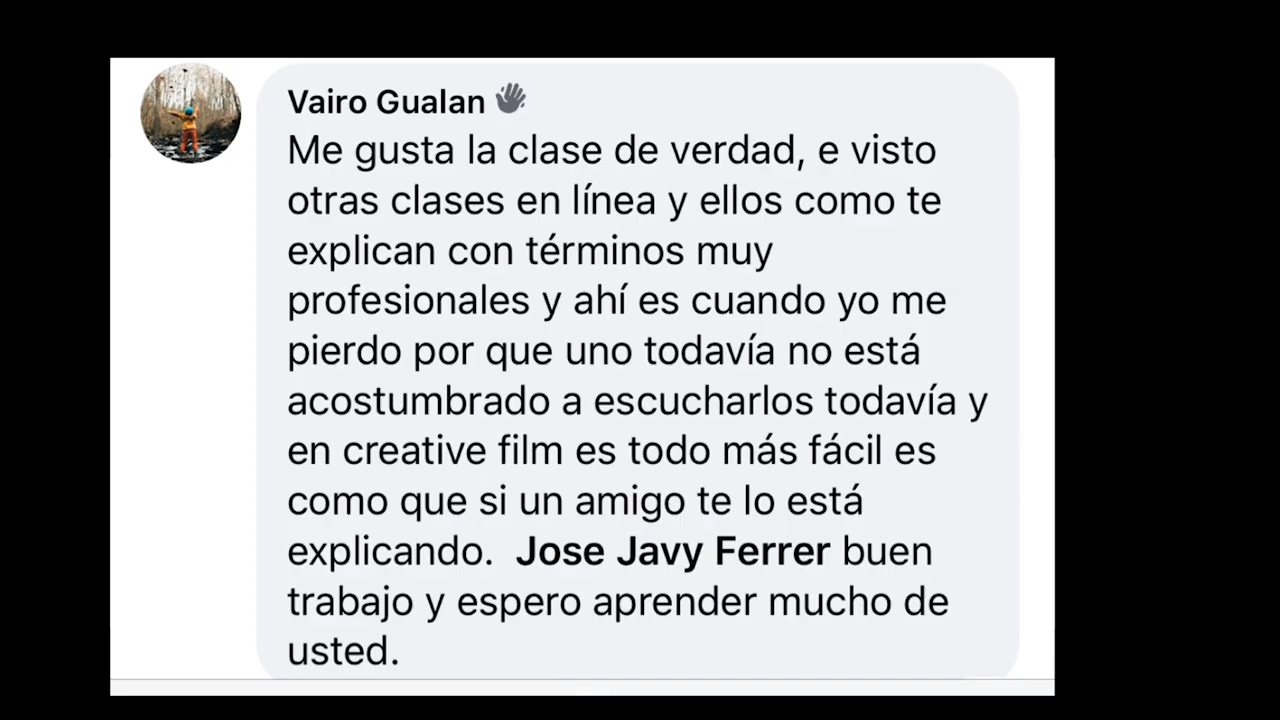 Vairo Gualan 👋
Me gusta la clase de verdad, e visto
otras clases en línea y ellos como te
explican con términos muy
profesionales y ahí es cuando yo me
pierdo por que uno todavía no está
acostumbrado a escucharlos todavía y
en creative film es todo más fácil es
como que si un amigo te lo está
explicando. Jose Javy Ferrer buen
trabajo y espero aprender mucho de
usted.